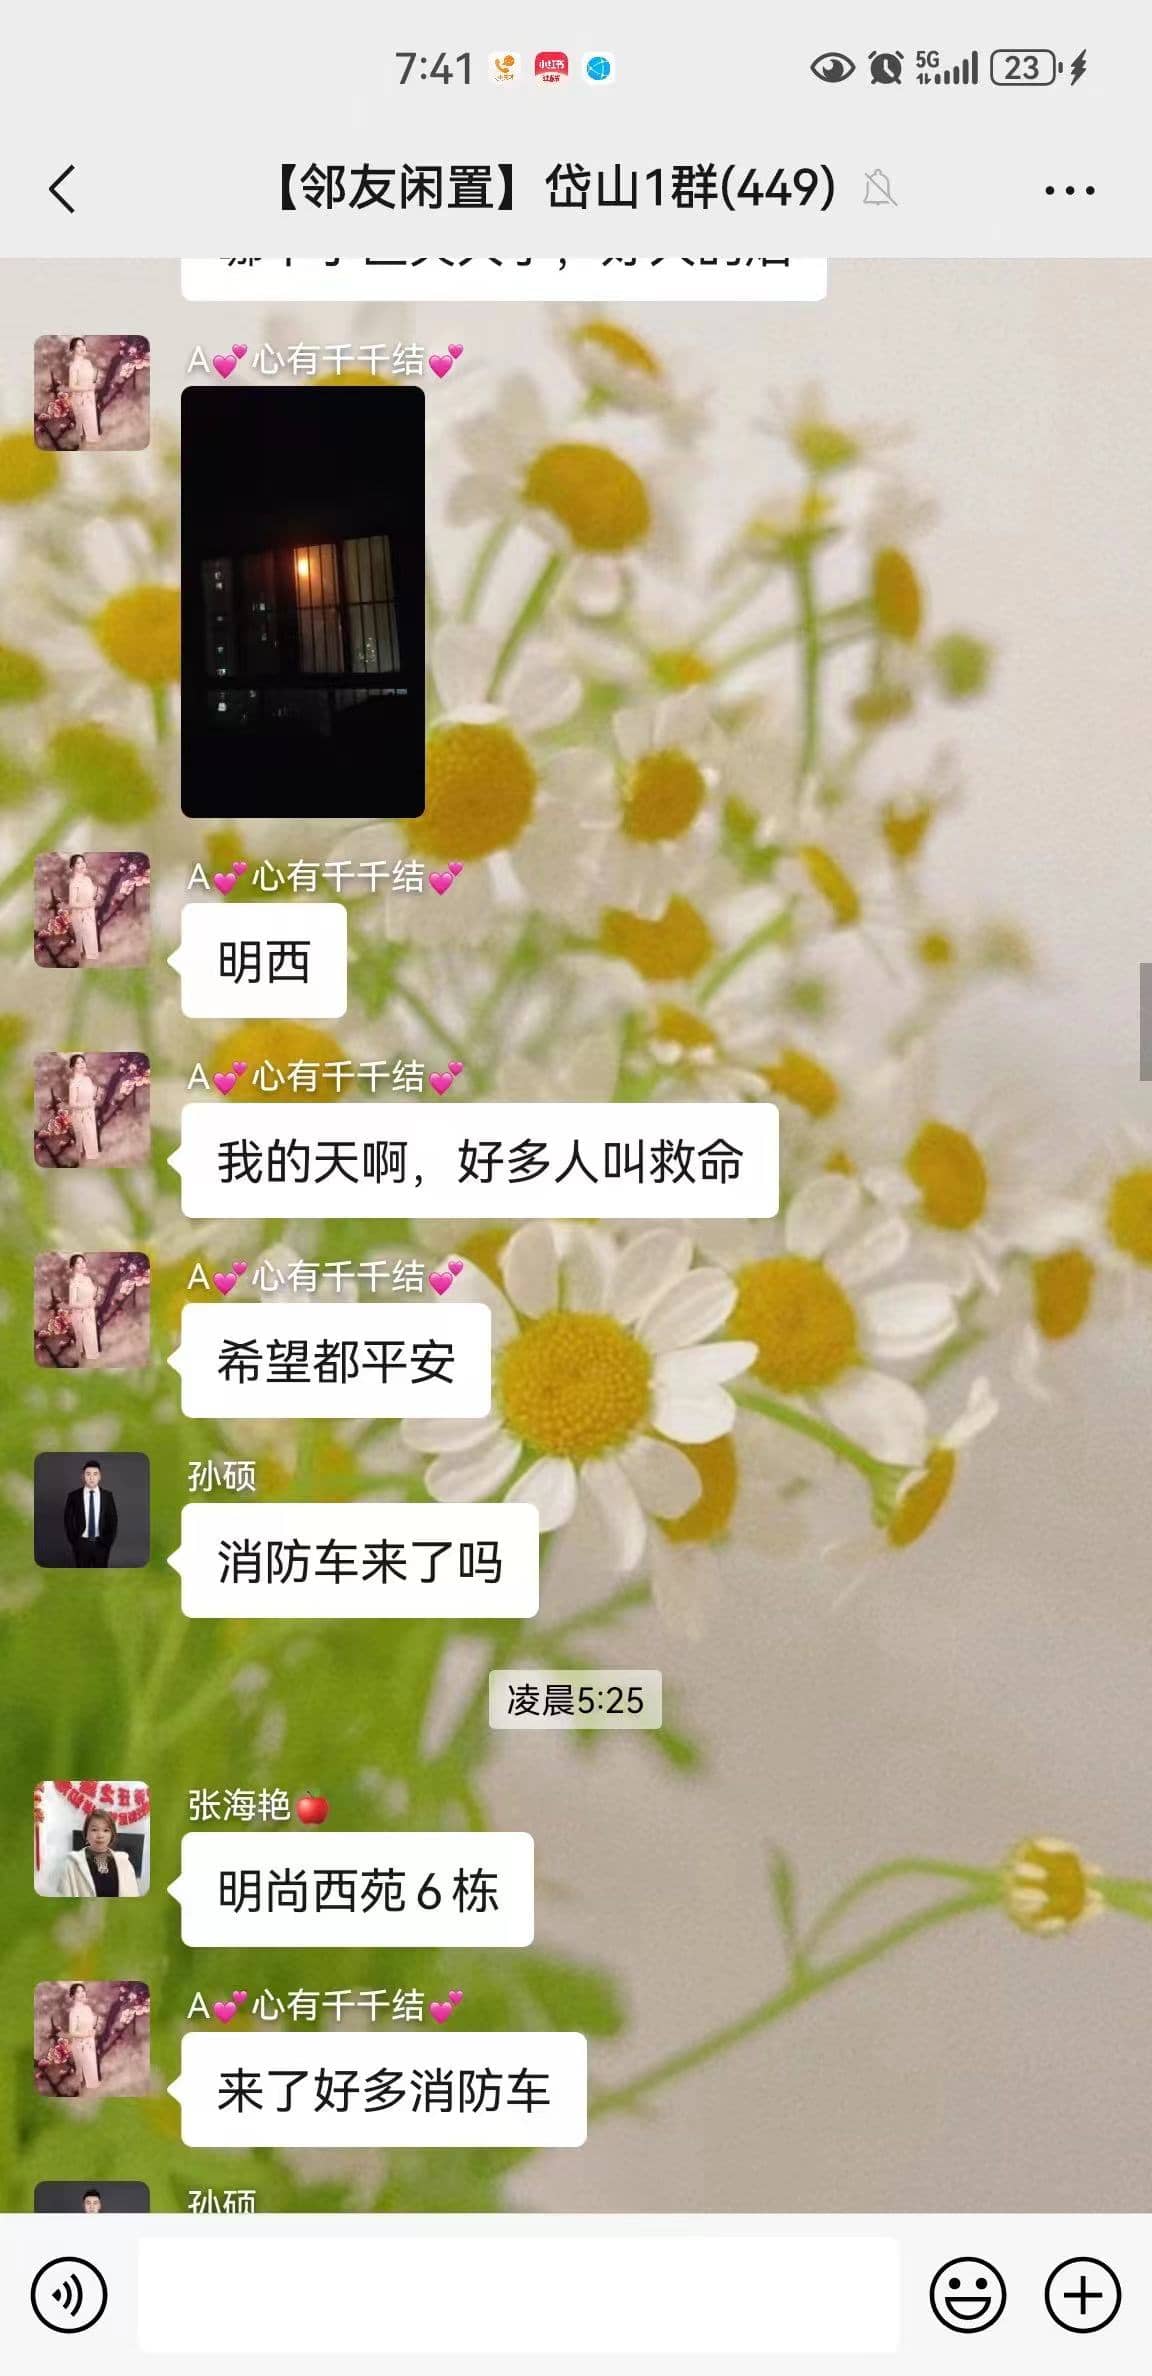 7:41
5G
23
【邻友闲置】岱山1群(449)
A💕心有千千结💕
A💕心有千千结💕
明西
A💕心有千千结💕
我的天啊，好多人叫救命
A💕心有千千结💕
希望都平安
孙硕
消防车来了吗
凌晨5:25
张海艳🍎
明尚西苑6栋
A💕心有千千结💕
来了好多消防车
孙硕